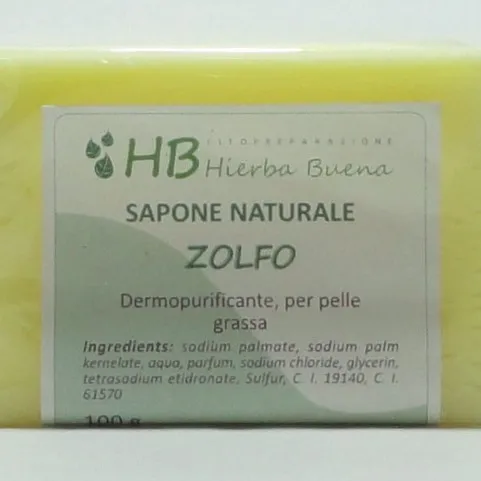 HB
FITOPREPARAZIONE
Hierba Buena
SAPONE NATURALE
ZOLFO
Dermopurificante, per pelle
grassa
Ingredients: sodium palmate, sodium palm
kernelate, aqua, parfum, sodium chloride, glycerin,
tetrasodium etidronate, Sulfur, C. I. 19140, C. I.
61570
100 g